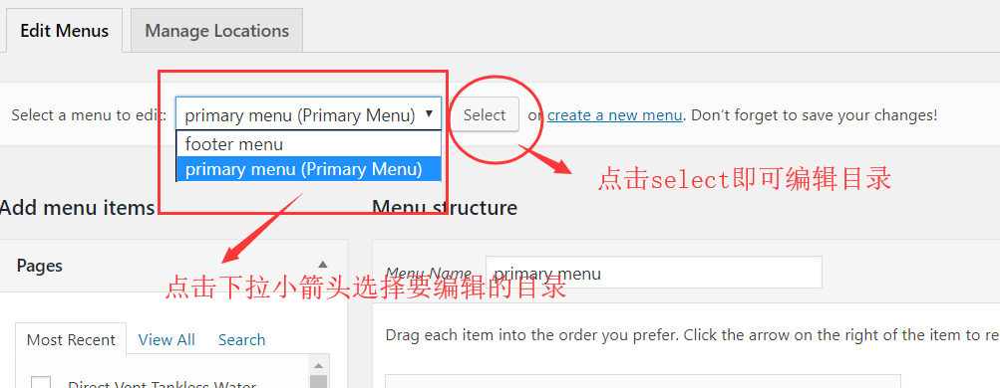 Edit Menus
Manage Locations
Select a menu to edit:
primary menu (Primary Menu)
Select
or create a new menu. Don't forget to save your changes!
footer menu
primary menu (Primary Menu)
点击select即可编辑目录
Add menu items
Menu structure
Pages
Menu Name
primary menu
点击下拉小箭头选择要编辑的目录
Most Recent
View All
Search
Drag each item into the order you prefer. Click the arrow on the right of the item to re
Direct Vent Tankless Water